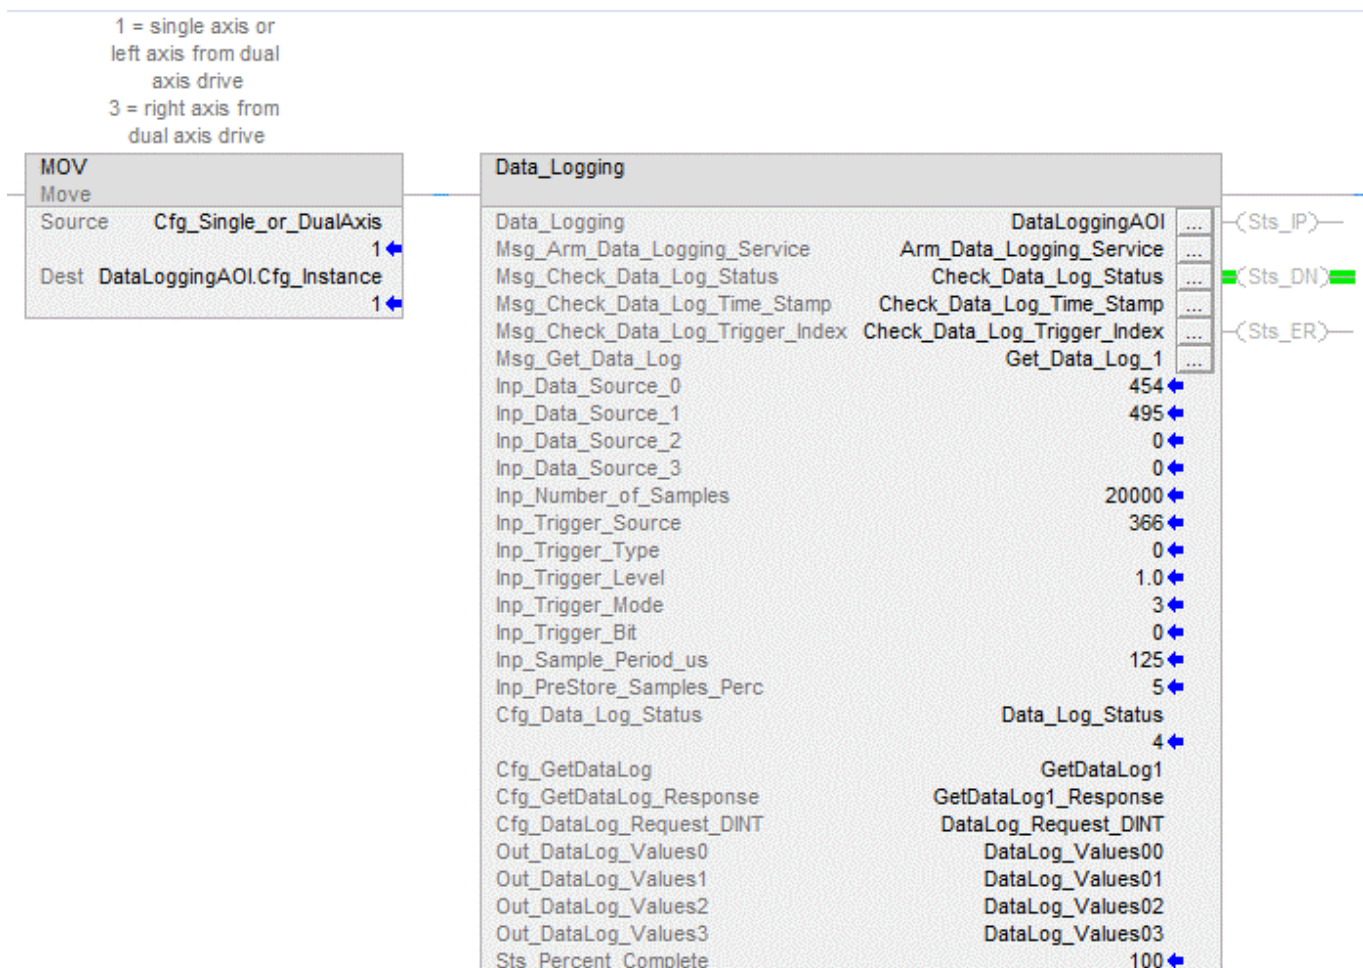 1 = single axis or
left axis from dual
axis drive
3 = right axis from
dual axis drive
MOV
Move
Source Cfg_Single_or_DualAxis
1
Dest DataLoggingAOI.Cfg_Instance
1
Data_Logging
Data_Logging DataLoggingAOI ... (Sts_IP)
Msg_Arm_Data_Logging_Service Arm_Data_Logging_Service ...
Msg_Check_Data_Log_Status Check_Data_Log_Status ... (Sts_DN)
Msg_Check_Data_Log_Time_Stamp Check_Data_Log_Time_Stamp ...
Msg_Check_Data_Log_Trigger_Index Check_Data_Log_Trigger_Index ... (Sts_ER)
Msg_Get_Data_Log Get_Data_Log_1 ...
Inp_Data_Source_0 454
Inp_Data_Source_1 495
Inp_Data_Source_2 0
Inp_Data_Source_3 0
Inp_Number_of_Samples 20000
Inp_Trigger_Source 366
Inp_Trigger_Type 0
Inp_Trigger_Level 1.0
Inp_Trigger_Mode 3
Inp_Trigger_Bit 0
Inp_Sample_Period_us 125
Inp_PreStore_Samples_Perc 5
Cfg_Data_Log_Status Data_Log_Status
4
Cfg_GetDataLog GetDataLog1
Cfg_GetDataLog_Response GetDataLog1_Response
Cfg_DataLog_Request_DINT DataLog_Request_DINT
Out_DataLog_Values0 DataLog_Values00
Out_DataLog_Values1 DataLog_Values01
Out_DataLog_Values2 DataLog_Values02
Out_DataLog_Values3 DataLog_Values03
Sts_Percent_Complete 100